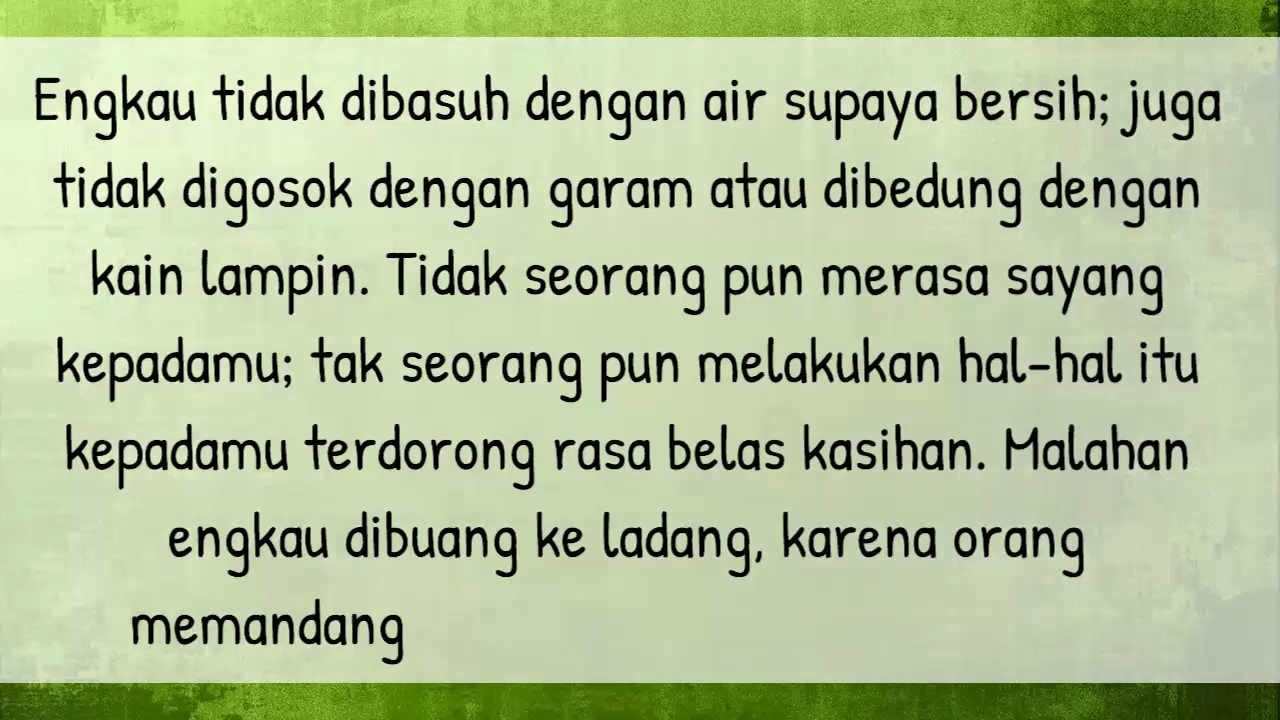 Engkau tidak dibasuh dengan air supaya bersih; juga
tidak digosok dengan garam atau dibedung dengan
kain lampin. Tidak seorang pun merasa sayang
kepadamu; tak seorang pun melakukan hal-hal itu
kepadamu terdorong rasa belas kasihan. Malahan
engkau dibuang ke ladang, karena orang
memandang